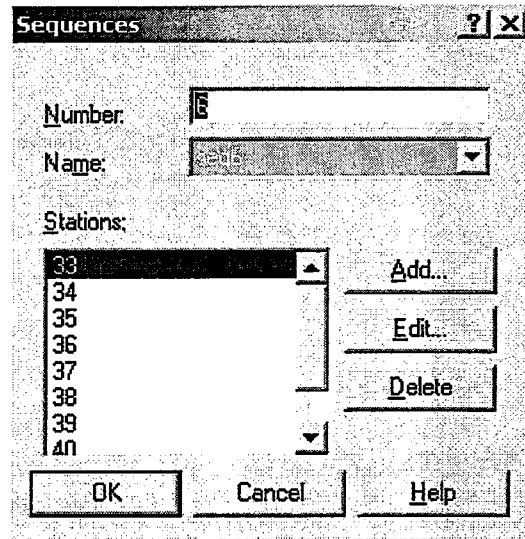 Sequences
Number:
Name:
Stations:
33
34
35
36
37
38
39
40
Add...
Edit...
Delete
OK
Cancel
Help